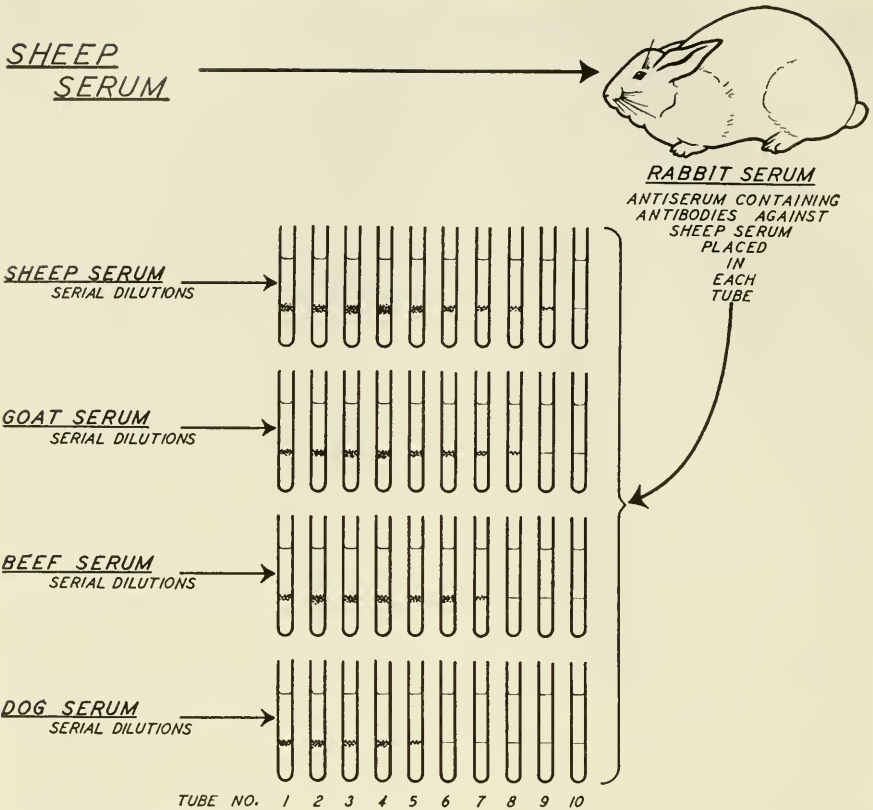 SHEEP
SERUM
RABBIT SERUM
ANTISERUM CONTAINING
ANTIBODIES AGAINST
SHEEP SERUM
PLACED
IN
EACH
TUBE
SHEEP SERUM
SERIAL DILUTIONS
GOAT SERUM
SERIAL DILUTIONS
BEEF SERUM
SERIAL DILUTIONS
DOG SERUM
SERIAL DILUTIONS
TUBE NO. 1 2 3 4 5 6 7 8 9 10